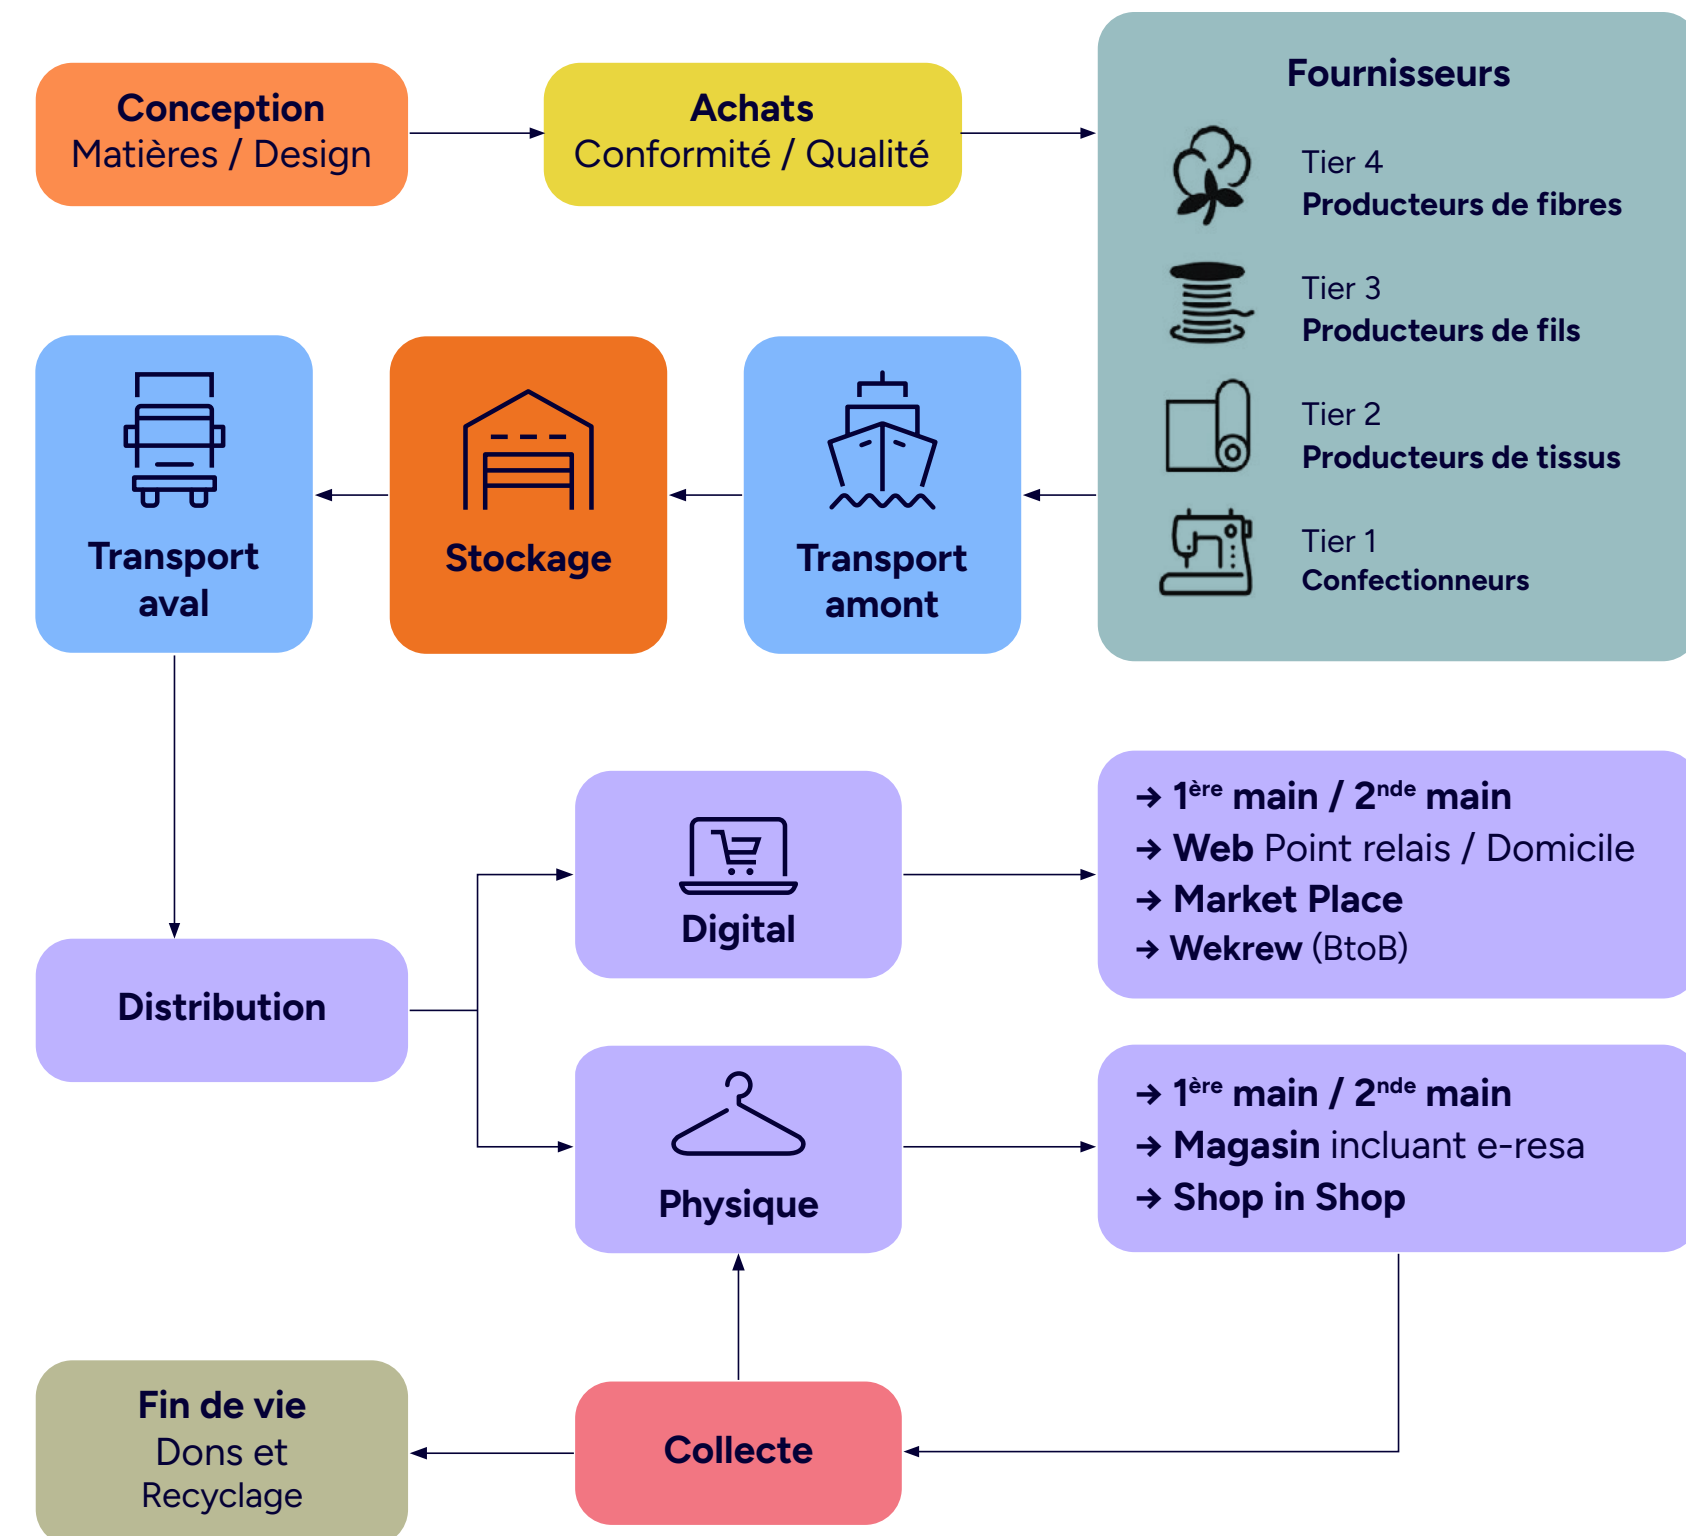 Conception
Matières / Design
Achats
Conformité / Qualité
Fournisseurs
Tier 4
Producteurs de fibres
Tier 3
Producteurs de fils
Tier 2
Producteurs de tissus
Tier 1
Confectionneurs
Transport
aval
Stockage
Transport
amont
Distribution
Digital
→ 1ère main / 2nde main
→ Web Point relais / Domicile
→ Market Place
→ Wekrew (BtoB)
Physique
→ 1ère main / 2nde main
→ Magasin incluant e-resa
→ Shop in Shop
Fin de vie
Dons et
Recyclage
Collecte